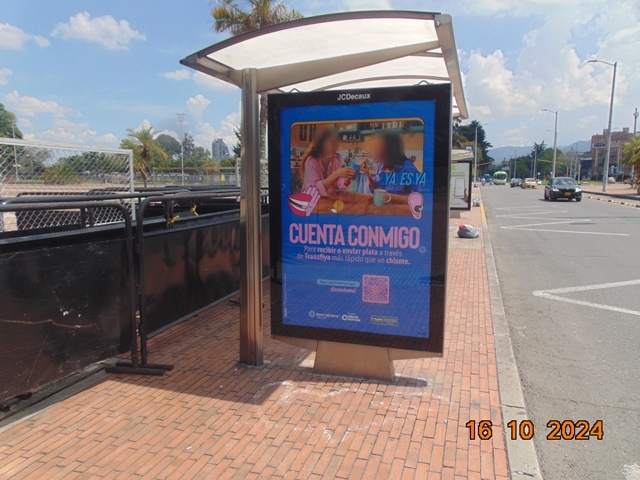 JCDecaux
YA ES YA
CUENTA CONMIGO
Para recibir o enviar plata a través
de Transfiya más rápido que un chisme.
16 10 2024